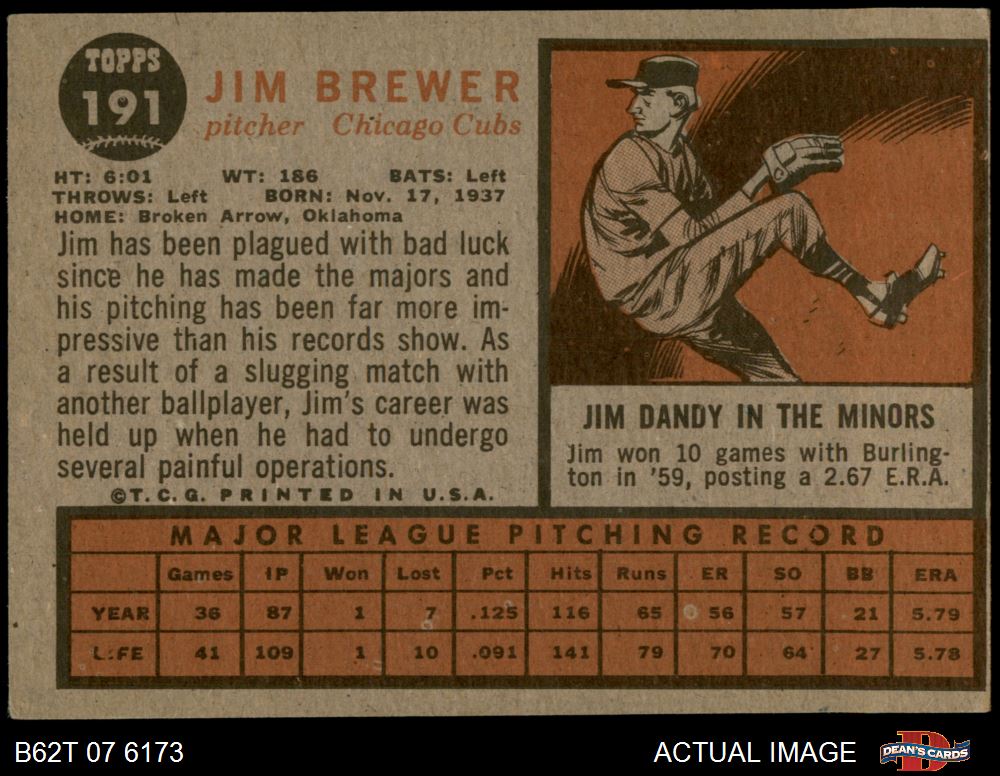 TOPPS
191
JIM BREWER
pitcher Chicago Cubs
HT: 6:01 WT: 186 BATS: Left
THROWS: Left BORN: Nov. 17, 1937
HOME: Broken Arrow, Oklahoma
Jim has been plagued with bad luck
since he has made the majors and
his pitching has been far more im-
pressive than his records show. As
a result of a slugging match with
another ballplayer, Jim's career was
held up when he had to undergo
several painful operations.
©T.C.G. PRINTED IN U.S.A.
JIM DANDY IN THE MINORS
Jim won 10 games with Burling-
ton in '59, posting a 2.67 E.R.A.
MAJOR LEAGUE PITCHING RECORD
Games IP Won Lost Pct Hits Runs ER SO BB ERA
YEAR 36 87 1 7 .125 116 65 56 57 21 5.79
LIFE 41 109 1 10 .091 141 79 70 64 27 5.78
B62T 07 6173
ACTUAL IMAGE
D
DEAN'S CARDS